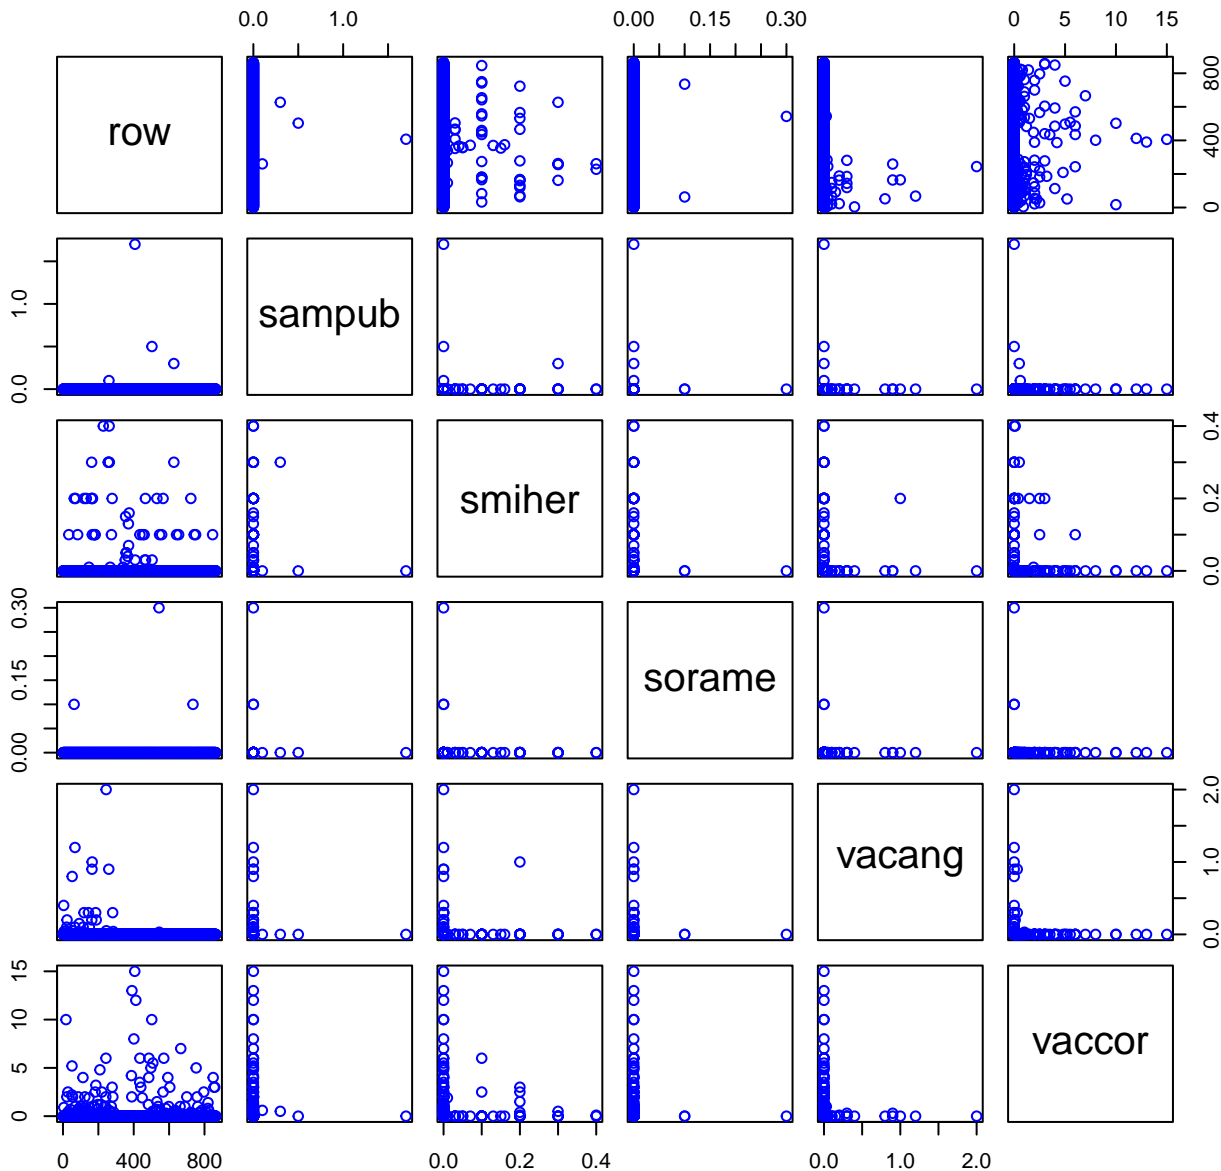 0.0 1.0 0.00 0.15 0.30 0 5 10 15
row 0 400 800
0.0 1.0 sampub
smiher 0.0 0.2 0.4
0.00 0.15 0.30 sorame
vacang 0.0 1.0 2.0
0 5 10 15 vaccor
0 400 800 0.0 0.2 0.4 0.0 1.0 2.0